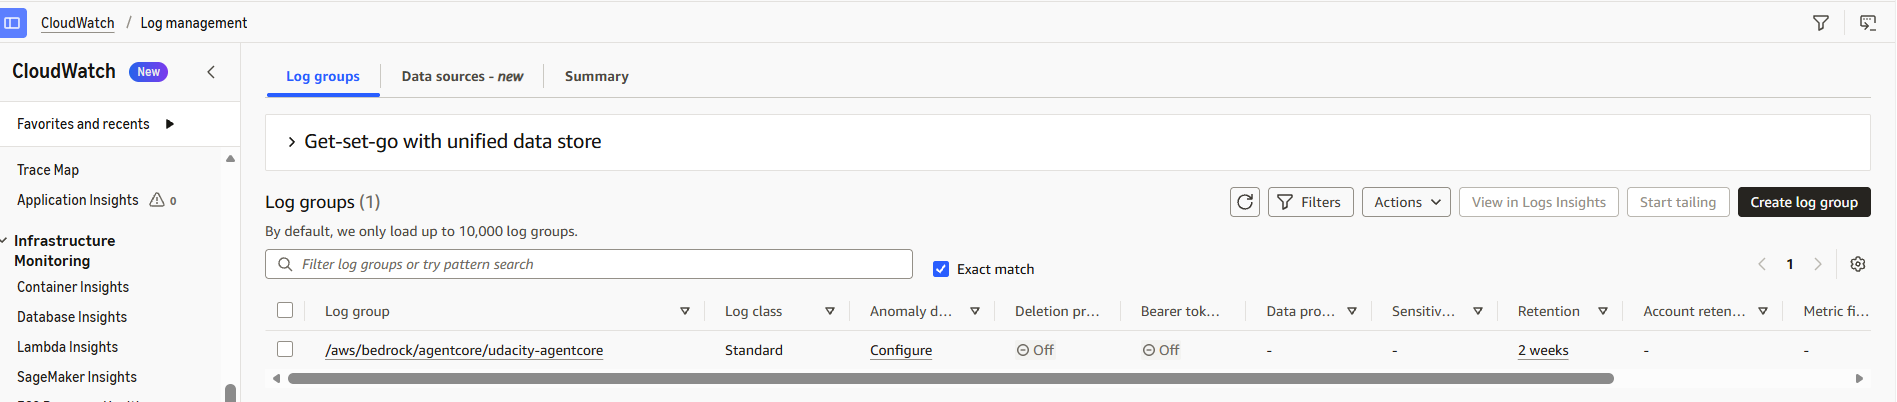 CloudWatch / Log management
CloudWatch New
Favorites and recents
Trace Map
Application Insights 0
Infrastructure
Monitoring
Container Insights
Database Insights
Lambda Insights
SageMaker Insights
Log groups Data sources - new Summary
Get-set-go with unified data store
Log groups (1) Filters Actions View in Logs Insights Start tailing Create log group
By default, we only load up to 10,000 log groups.
Filter log groups or try pattern search Exact match 1
Log group Log class Anomaly d... Deletion pr... Bearer tok... Data pro... Sensitiv... Retention Account reten... Metric fi...
/aws/bedrock/agentcore/udacity-agentcore Standard Configure Off Off - - 2 weeks - -